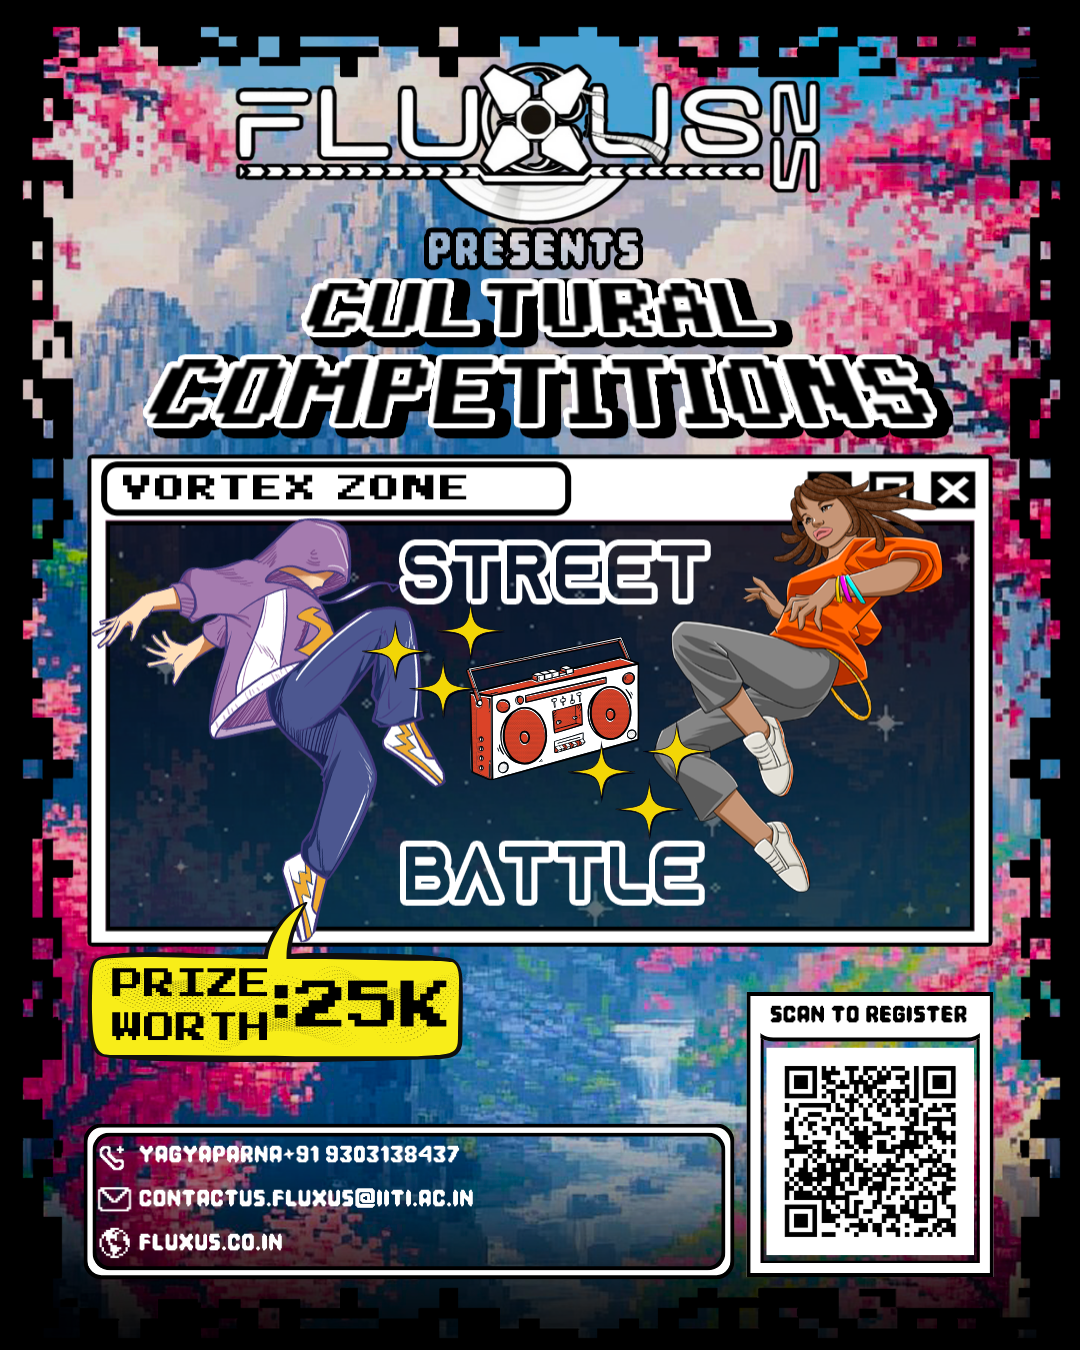 FLUXUS 25
PRESENTS
CULTURAL
COMPETITIONS
VORTEX ZONE
STREET
BATTLE
PRIZE
WORTH :25K
SCAN TO REGISTER
YAGYAPARNA+91 9303138437
CONTACTUS.FLUXUS@IITI.AC.IN
FLUXUS.CO.IN